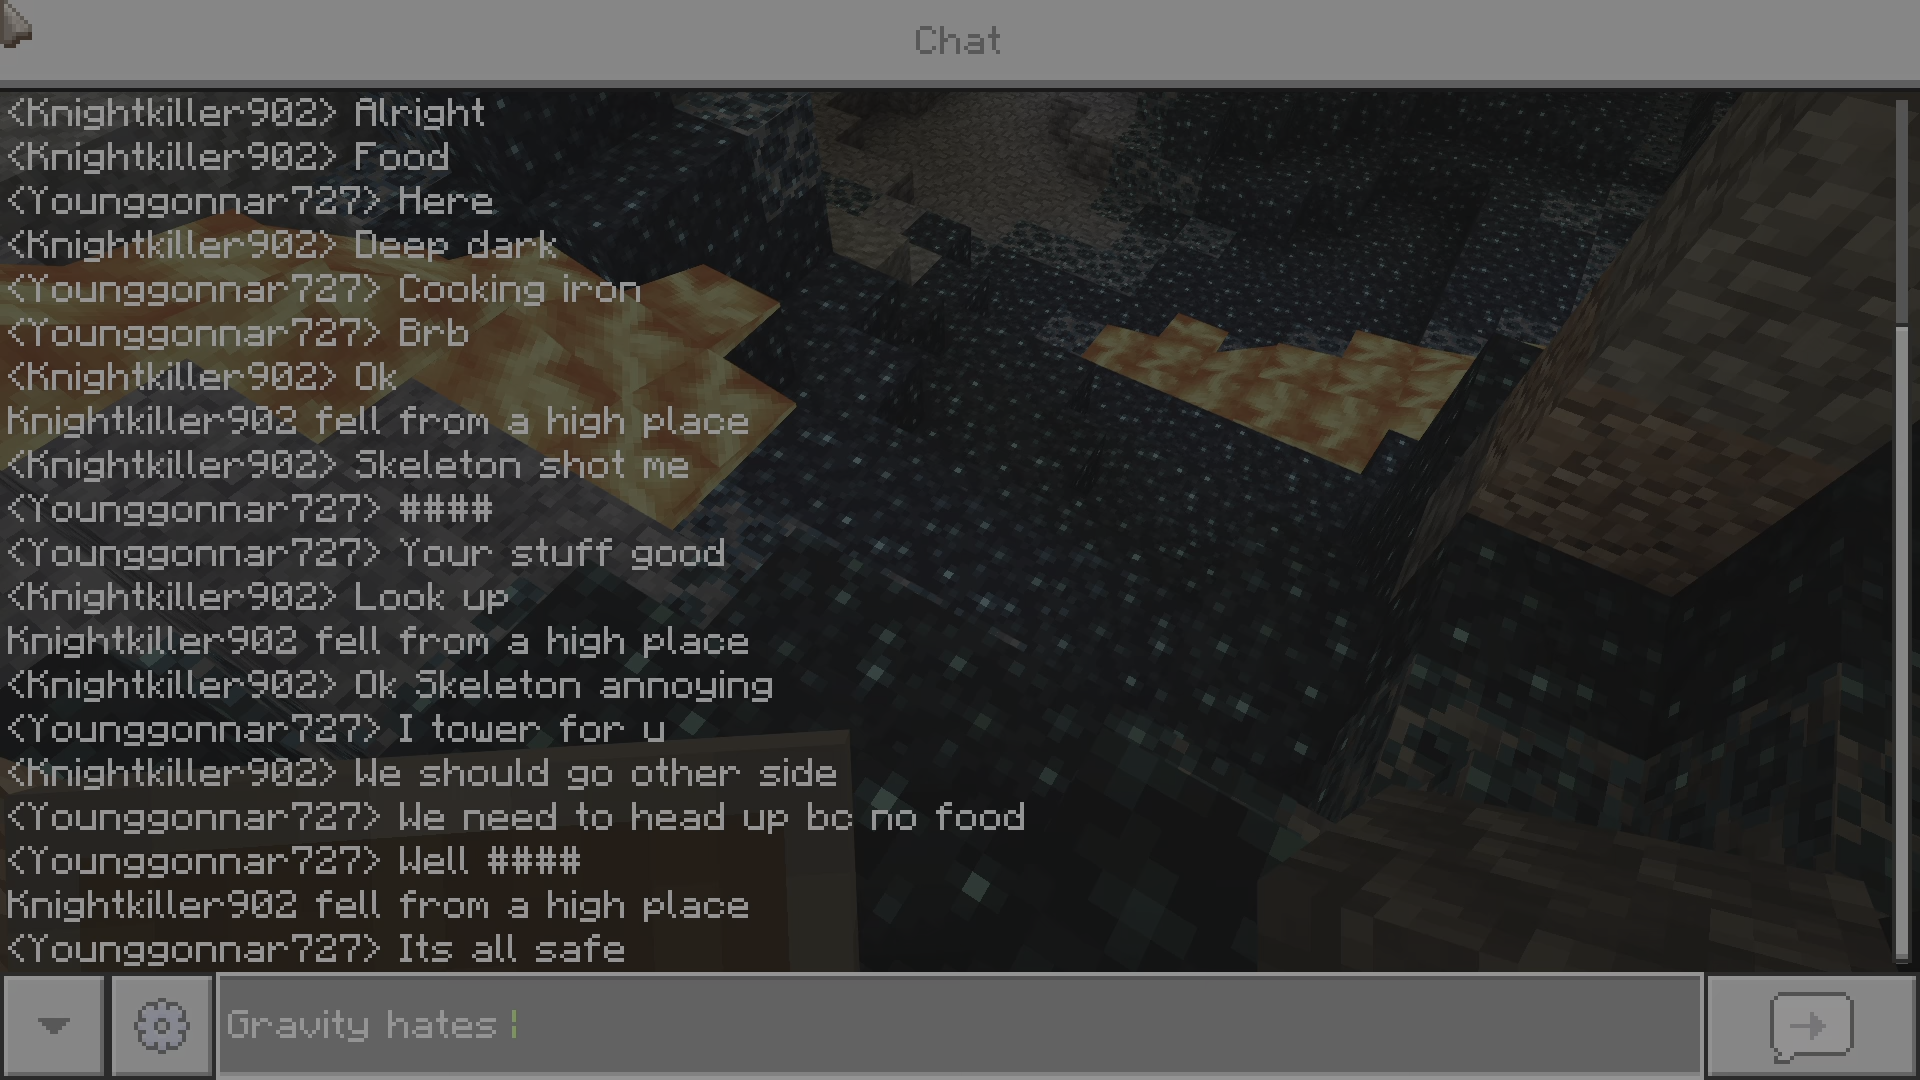 Chat
<Knightkiller902> Alright
<Knightkiller902> Food
<Younggonnar727> Here
<Knightkiller902> Deep dark
<Younggonnar727> Cooking iron
<Younggonnar727> Brb
<Knightkiller902> Ok
Knightkiller902 fell from a high place
<Knightkiller902> Skeleton shot me
<Younggonnar727> ####
<Younggonnar727> Your stuff good
<Knightkiller902> Look up
Knightkiller902 fell from a high place
<Knightkiller902> Ok Skeleton annoying
<Younggonnar727> I tower for u
<Knightkiller902> We should go other side
<Younggonnar727> We need to head up bc no food
<Younggonnar727> Well ####
Knightkiller902 fell from a high place
<Younggonnar727> Its all safe
Gravity hates